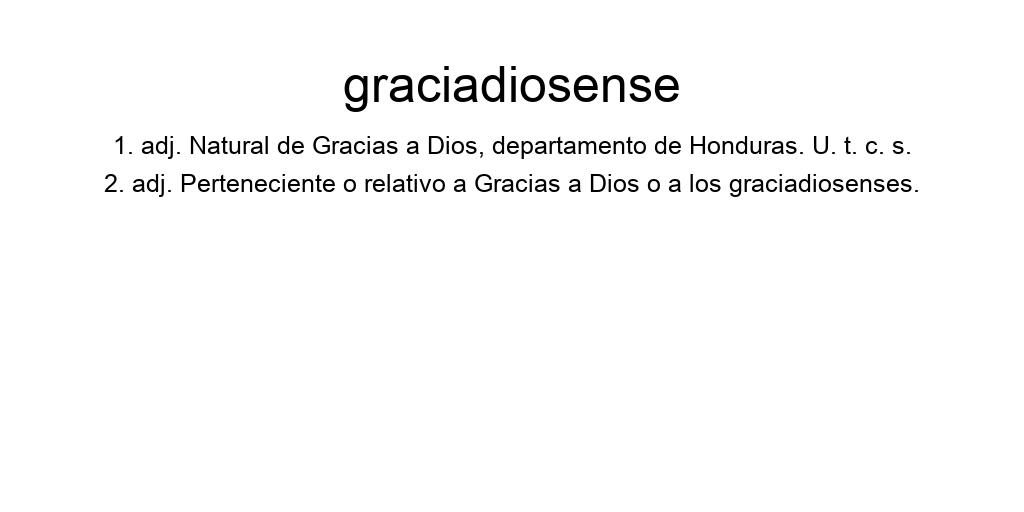 graciadiosense
1. adj. Natural de Gracias a Dios, departamento de Honduras. U. t. c. s.
2. adj. Perteneciente o relativo a Gracias a Dios o a los graciadiosenses.